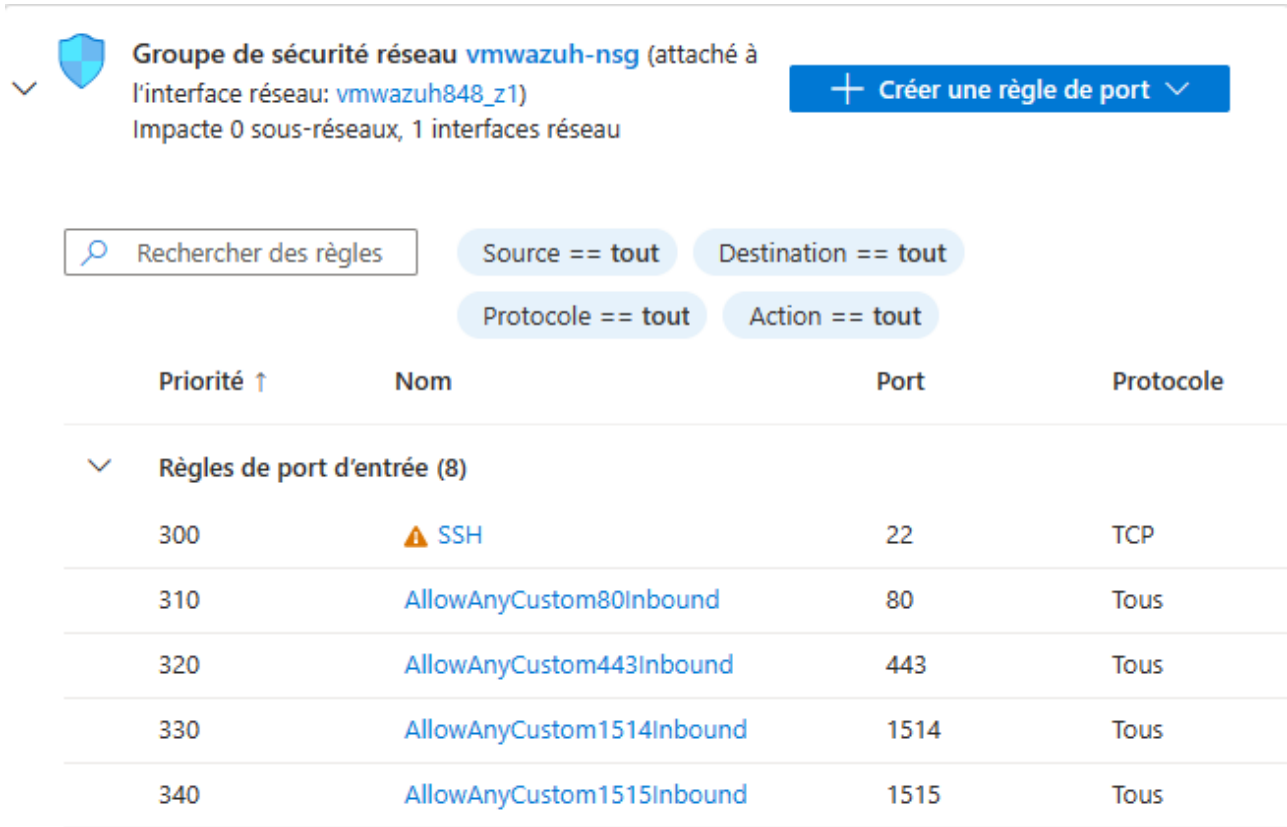 Groupe de sécurité réseau vmwazuh-nsg (attaché à
l'interface réseau: vmwazuh848_z1)
Impacte 0 sous-réseaux, 1 interfaces réseau
Créer une règle de port
Rechercher des règles
Source == tout
Destination == tout
Protocole == tout
Action == tout
Priorité ↑ Nom Port Protocole
Règles de port d'entrée (8)
300 SSH 22 TCP
310 AllowAnyCustom80Inbound 80 Tous
320 AllowAnyCustom443Inbound 443 Tous
330 AllowAnyCustom1514Inbound 1514 Tous
340 AllowAnyCustom1515Inbound 1515 Tous